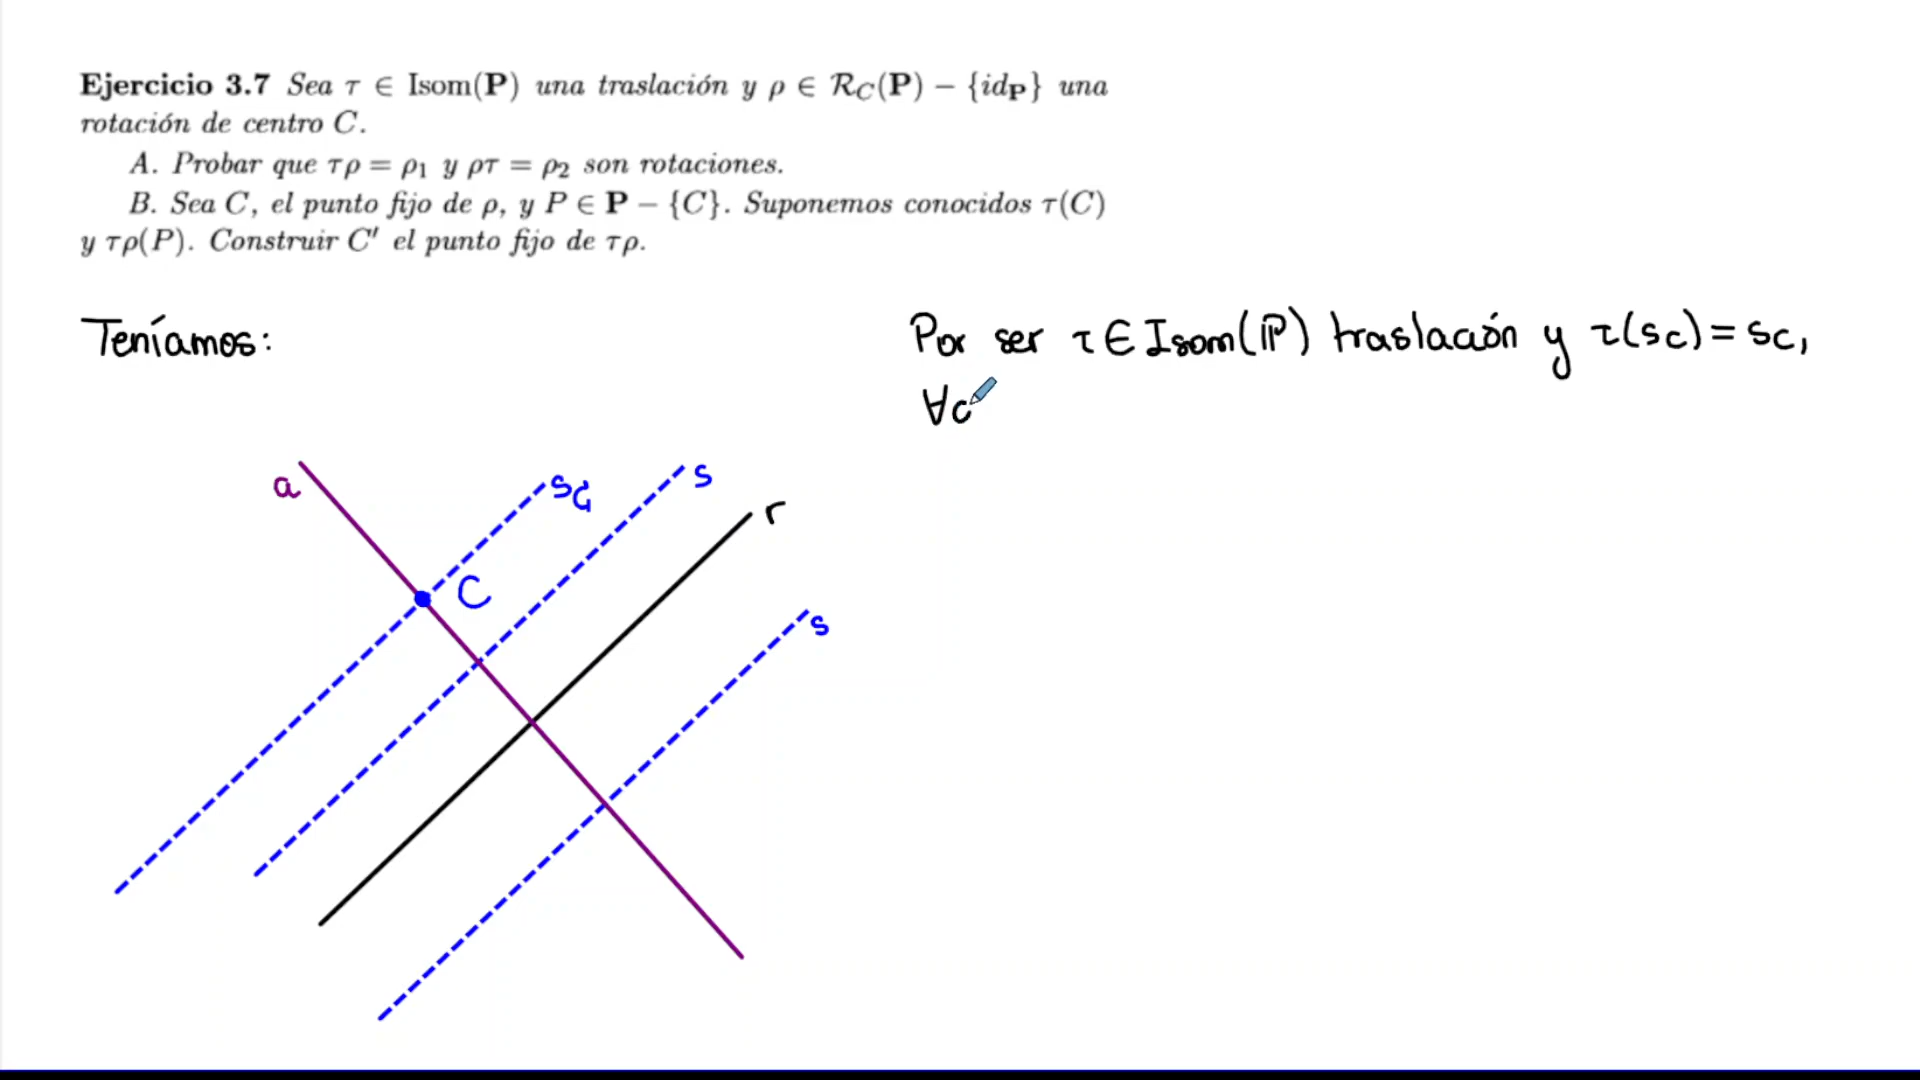 Ejercicio 3.7 Sea τ ∈ Isom(P) una traslación y ρ ∈ R_C(P) − {id_P} una
rotación de centro C.
A. Probar que τρ = ρ₁ y ρτ = ρ₂ son rotaciones.
B. Sea C, el punto fijo de ρ, y P ∈ P − {C}. Suponemos conocidos τ(C)
y τρ(P). Construir C′ el punto fijo de τρ.
Teníamos:
Por ser τ ∈ Isom(ℙ) traslación y τ(s_C) = s_C,
∀c
a
s_C
s
r
C
s